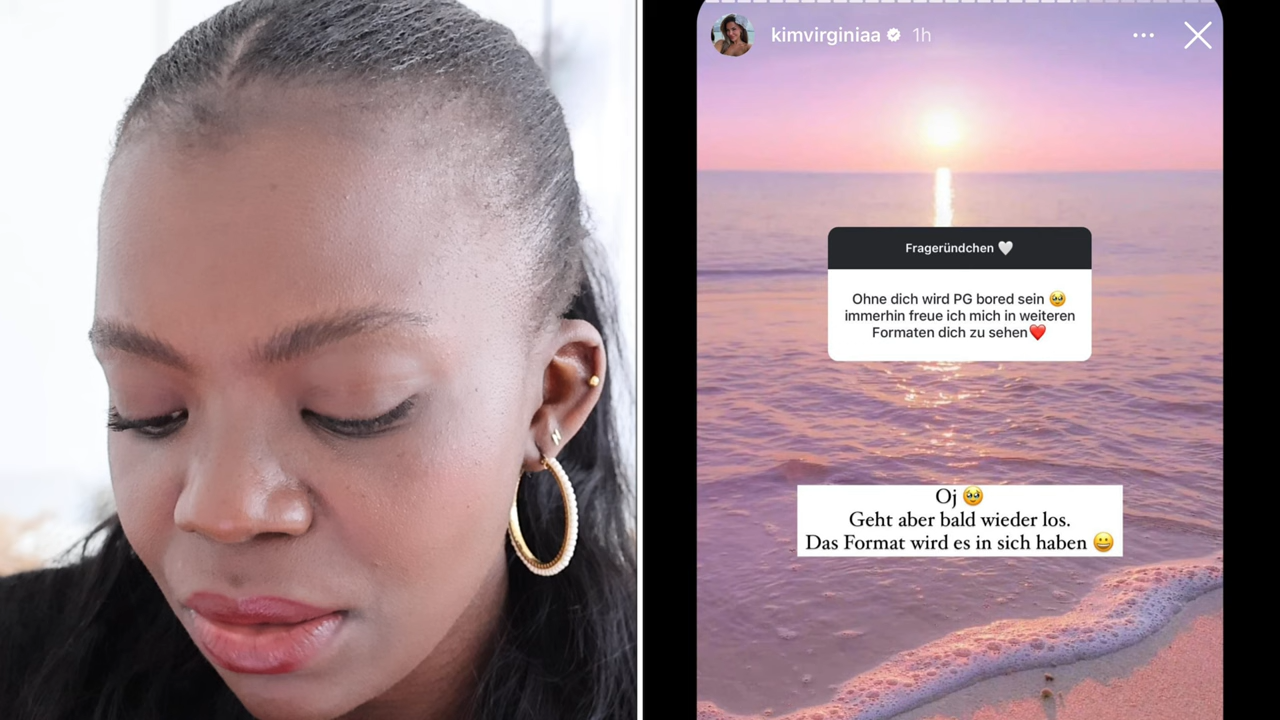 kimvirginiaa 1h
Frageründchen 🤍
Ohne dich wird PG bored sein 🥹
immerhin freue ich mich in weiteren
Formaten dich zu sehen❤️
Oj 🥹
Geht aber bald wieder los.
Das Format wird es in sich haben 😀